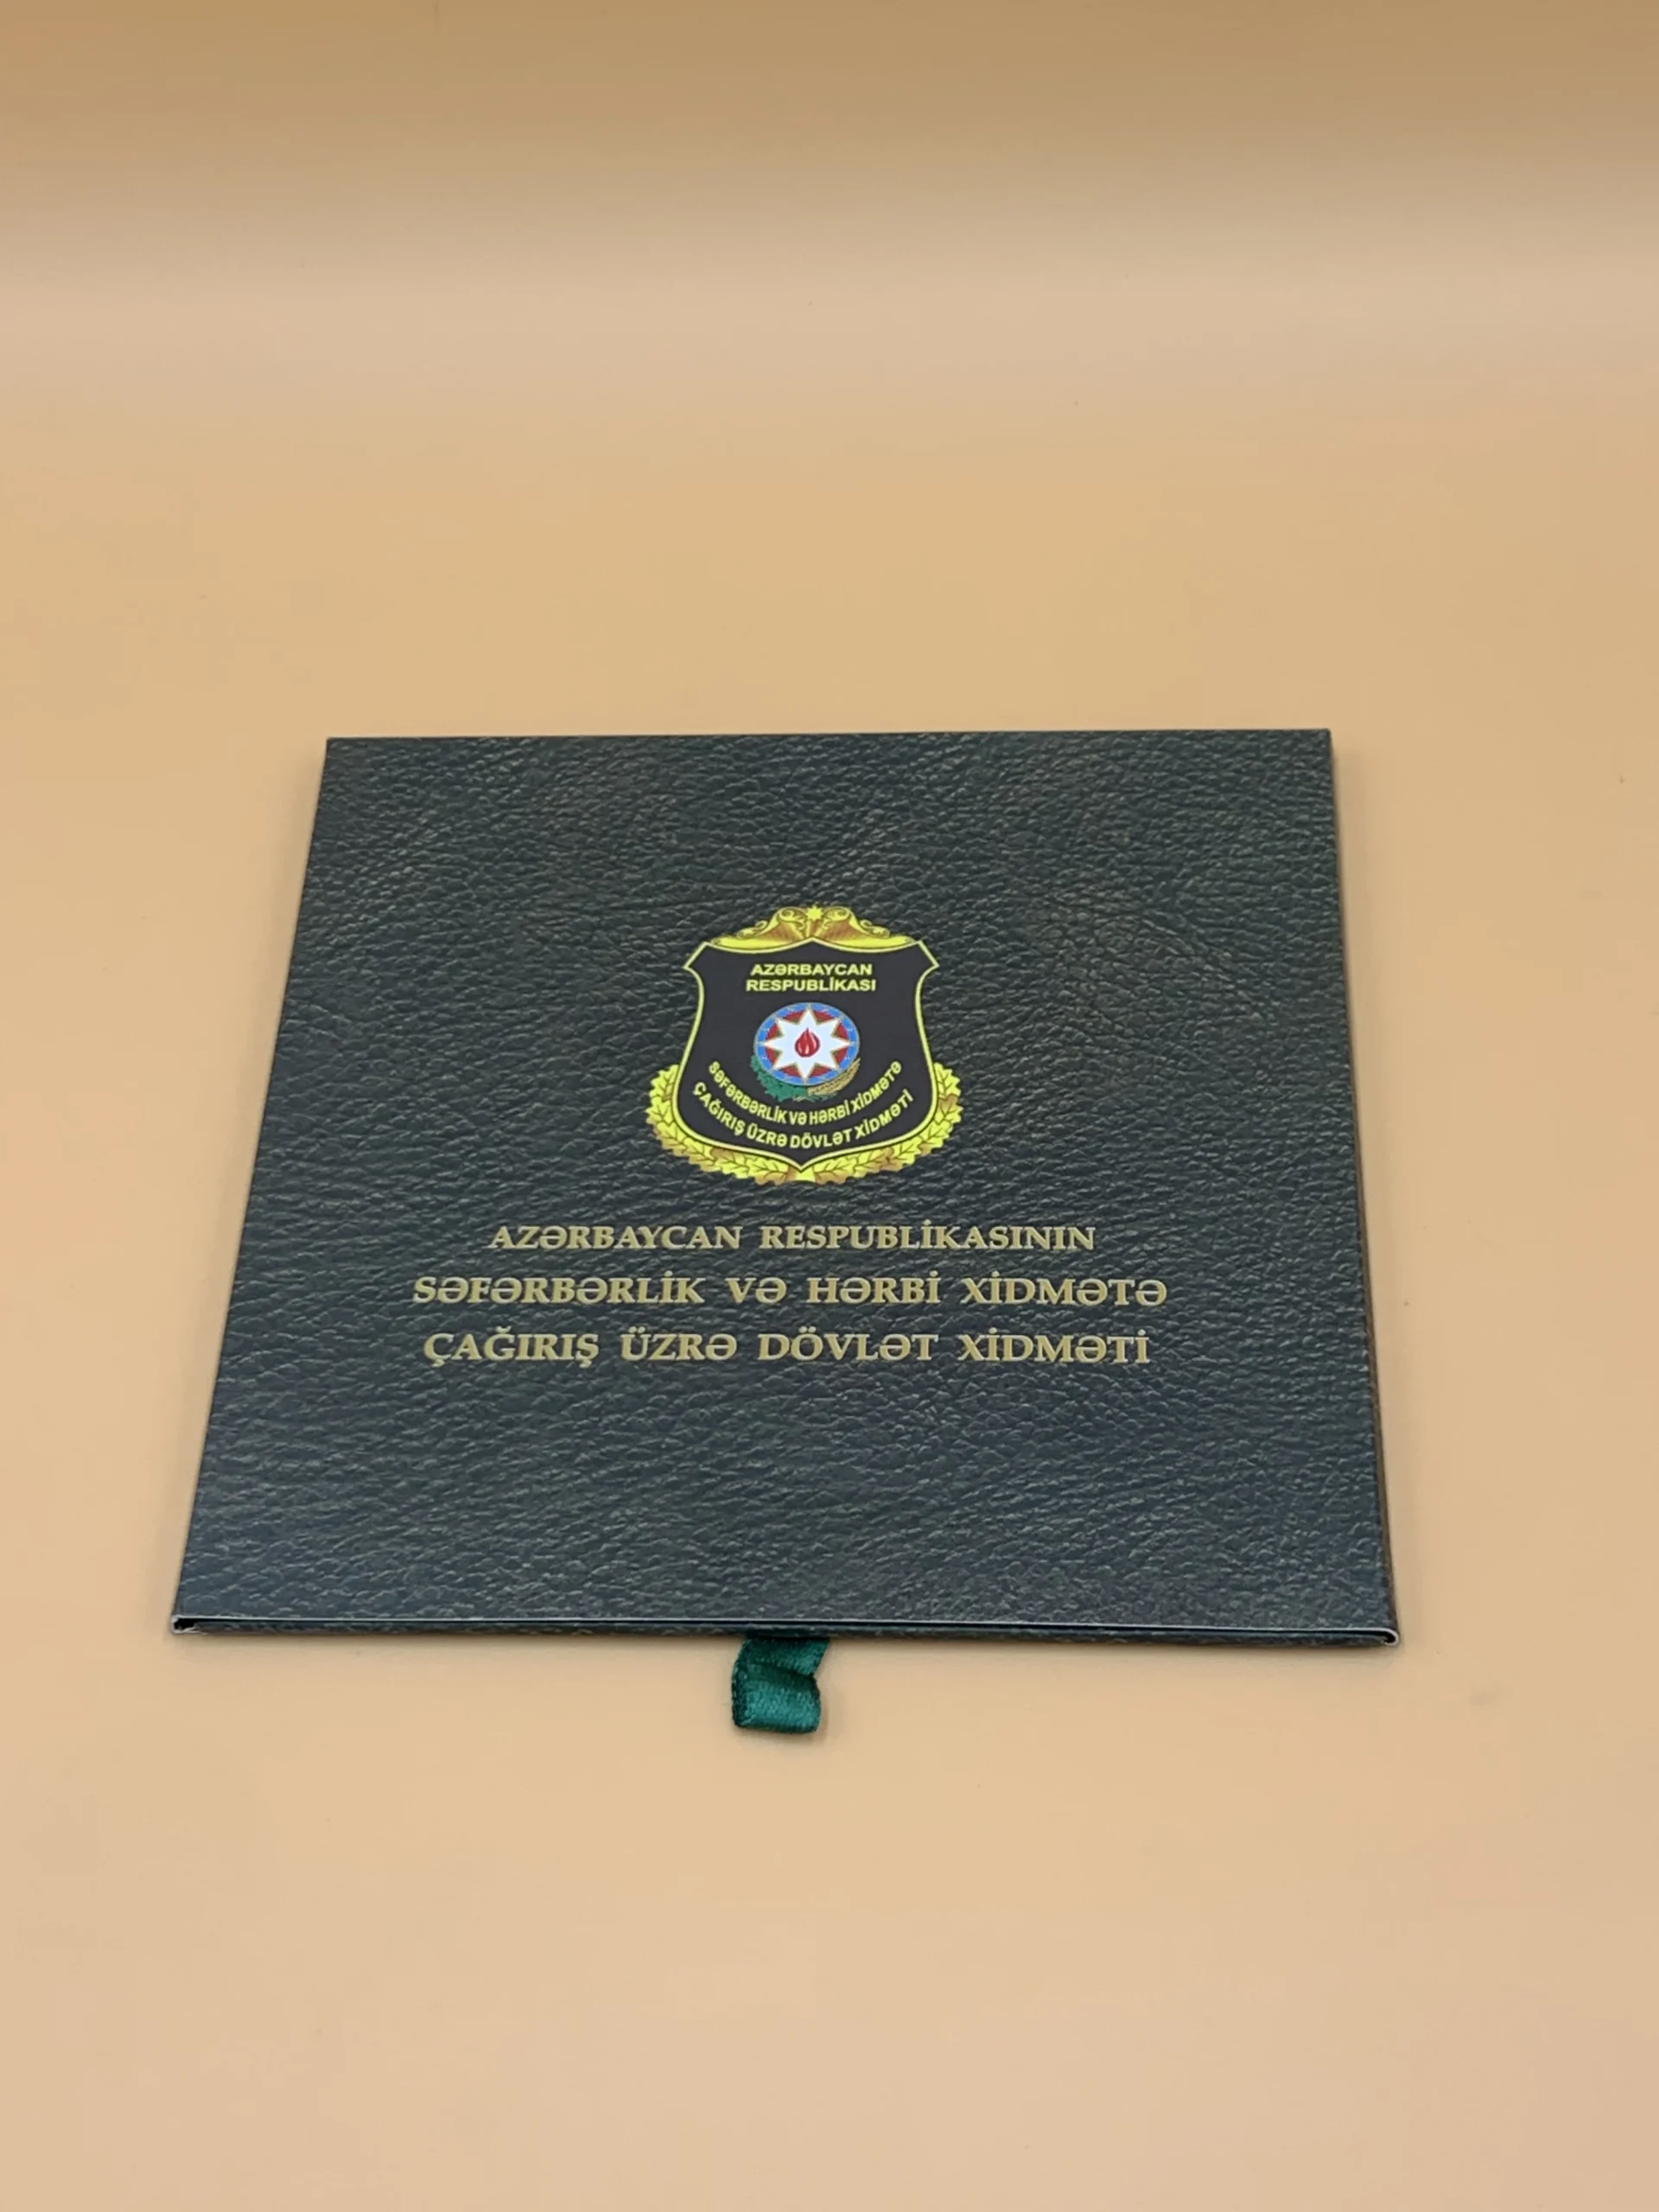 AZƏRBAYCAN
RESPUBLİKASI
SƏFƏRBƏRLİK VƏ HƏRBİ XİDMƏTƏ
ÇAĞIRIŞ ÜZRƏ DÖVLƏT XİDMƏTİ
AZƏRBAYCAN RESPUBLİKASININ
SƏFƏRBƏRLİK VƏ HƏRBİ XİDMƏTƏ
ÇAĞIRIŞ ÜZRƏ DÖVLƏT XİDMƏTİ